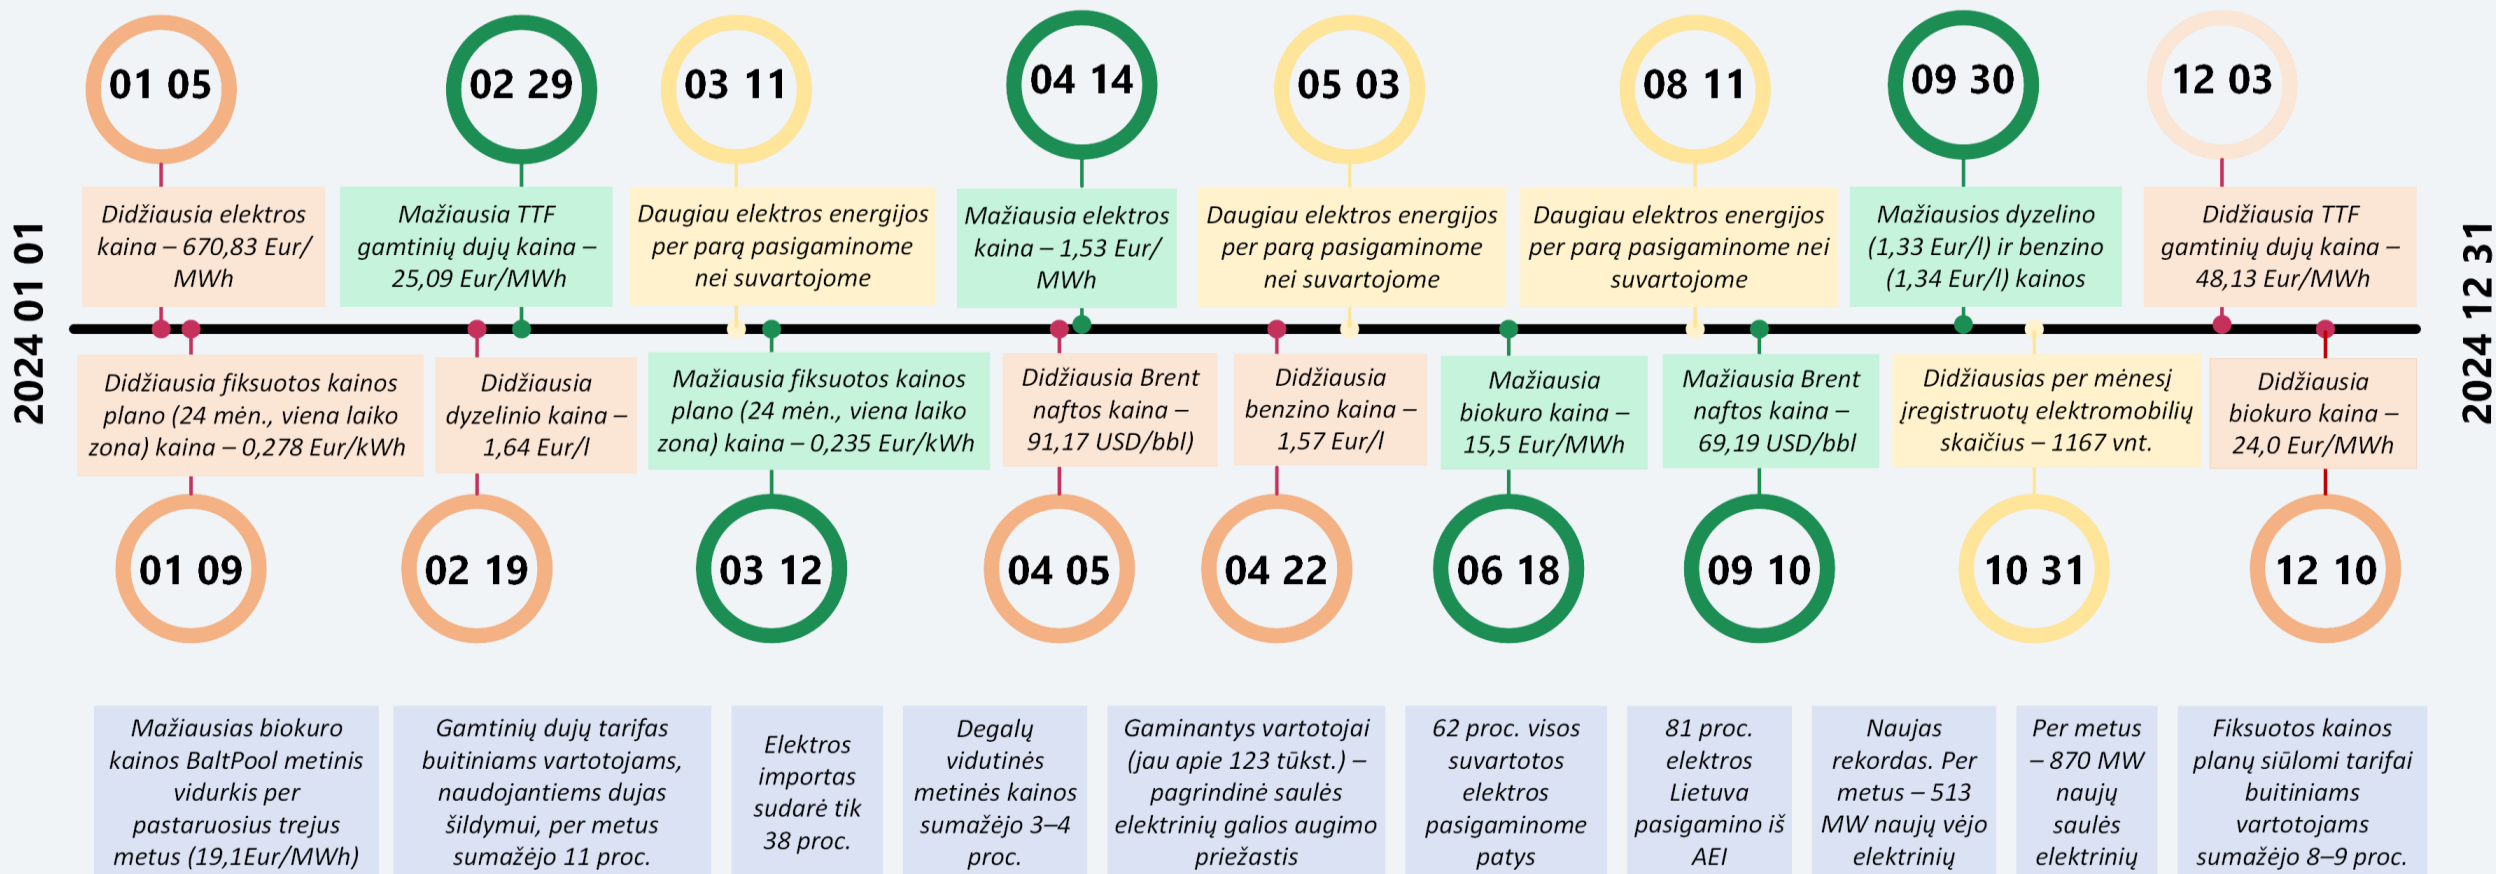 2024 01 01
01 05
Didžiausia elektros
kaina – 670,83 Eur/
MWh
02 29
Mažiausia TTF
gamtinių dujų kaina –
25,09 Eur/MWh
03 11
Daugiau elektros energijos
per parą pasigaminome
nei suvartojome
04 14
Mažiausia elektros
kaina – 1,53 Eur/
MWh
05 03
Daugiau elektros energijos
per parą pasigaminome
nei suvartojome
08 11
Daugiau elektros energijos
per parą pasigaminome nei
suvartojome
09 30
Mažiausios dyzelino
(1,33 Eur/l) ir benzino
(1,34 Eur/l) kainos
12 03
Didžiausia TTF
gamtinių dujų kaina –
48,13 Eur/MWh
2024 12 31
Didžiausia fiksuotos kainos
plano (24 mėn., viena laiko
zona) kaina – 0,278 Eur/kWh
01 09
Didžiausia
dyzelinio kaina –
1,64 Eur/l
02 19
Mažiausia fiksuotos kainos
plano (24 mėn., viena laiko
zona) kaina – 0,235 Eur/kWh
03 12
Didžiausia Brent
naftos kaina –
91,17 USD/bbl)
04 05
Didžiausia
benzino kaina –
1,57 Eur/l
04 22
Mažiausia
biokuro kaina –
15,5 Eur/MWh
06 18
Mažiausia Brent
naftos kaina –
69,19 USD/bbl
09 10
Didžiausias per mėnesį
įregistruotų elektromobilių
skaičius – 1167 vnt.
10 31
Didžiausia
biokuro kaina –
24,0 Eur/MWh
12 10
Mažiausias biokuro
kainos BaltPool metinis
vidurkis per
pastaruosius trejus
metus (19,1Eur/MWh)
Gamtinių dujų tarifas
buitiniams vartotojams,
naudojantiems dujas
šildymui, per metus
sumažėjo 11 proc.
Elektros
importas
sudarė tik
38 proc.
Degalų
vidutinės
metinės kainos
sumažėjo 3–4
proc.
Gaminantys vartotojai
(jau apie 123 tūkst.) –
pagrindinė saulės
elektrinių galios augimo
priežastis
62 proc. visos
suvartotos
elektros
pasigaminome
patys
81 proc.
elektros
Lietuva
pasigamino iš
AEI
Naujas
rekordas. Per
metus – 513
MW naujų vėjo
elektrinių
Per metus
– 870 MW
naujų
saulės
elektrinių
Fiksuotos kainos
planų siūlomi tarifai
buitiniams
vartotojams
sumažėjo 8–9 proc.